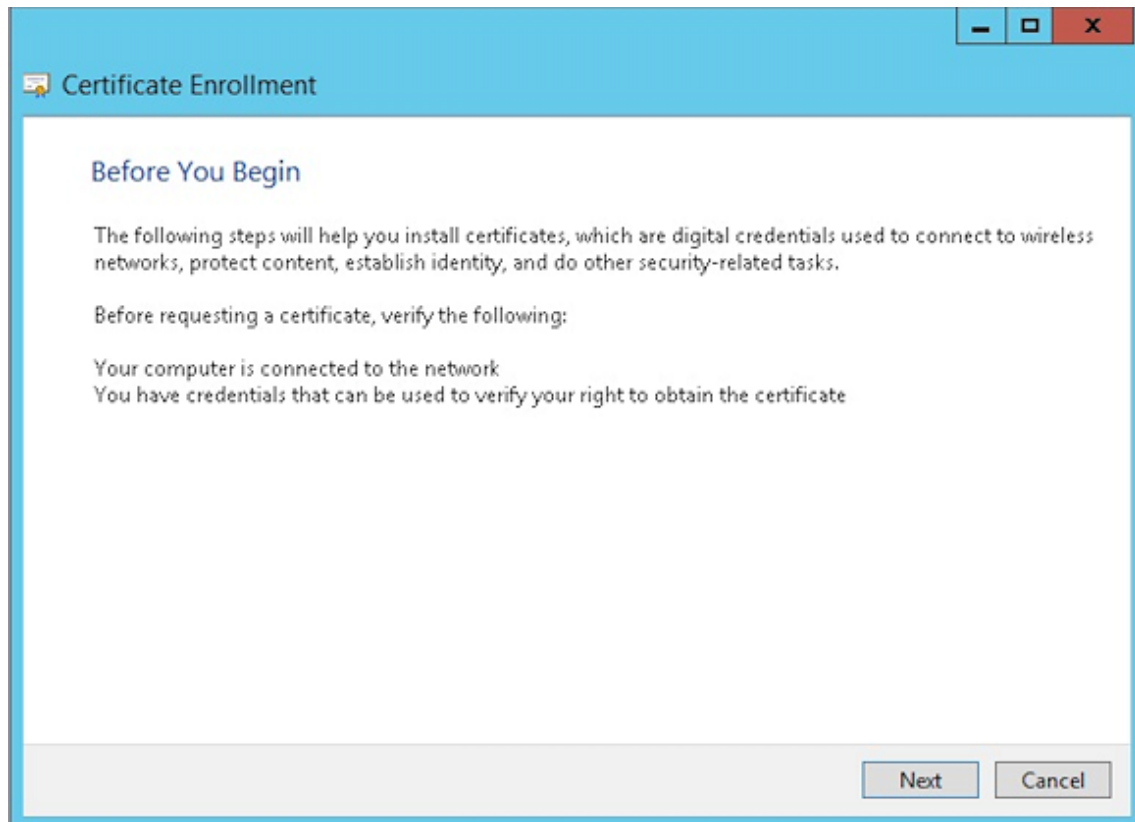 Certificate Enrollment
Before You Begin
The following steps will help you install certificates, which are digital credentials used to connect to wireless
networks, protect content, establish identity, and do other security-related tasks.
Before requesting a certificate, verify the following:
Your computer is connected to the network
You have credentials that can be used to verify your right to obtain the certificate
Next Cancel